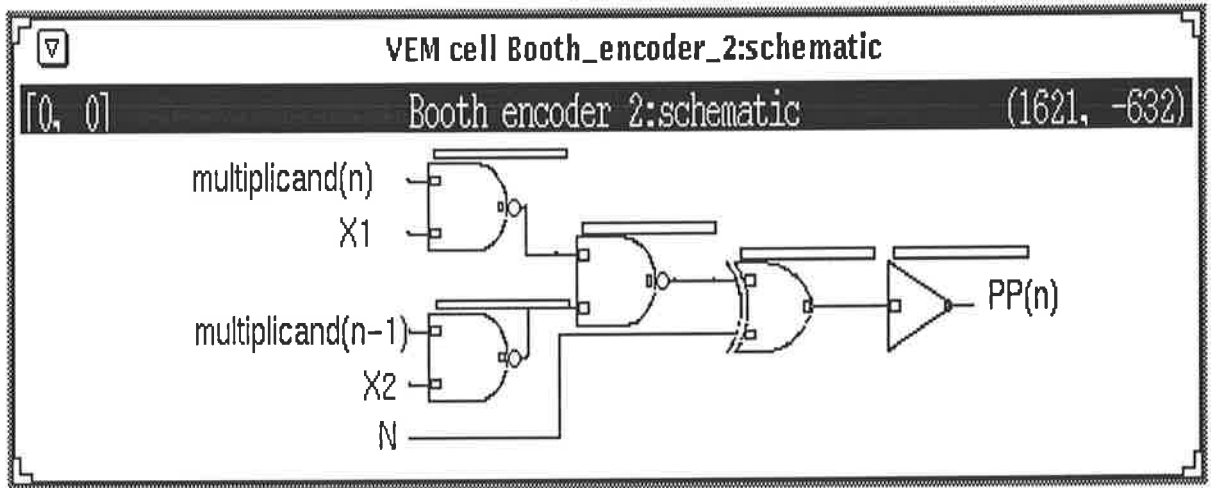 VEM cell Booth_encoder_2:schematic
[0, 0] Booth encoder 2:schematic (1621, -632)
multiplicand(n)
X1
PP(n)
multiplicand(n-1)
X2
N